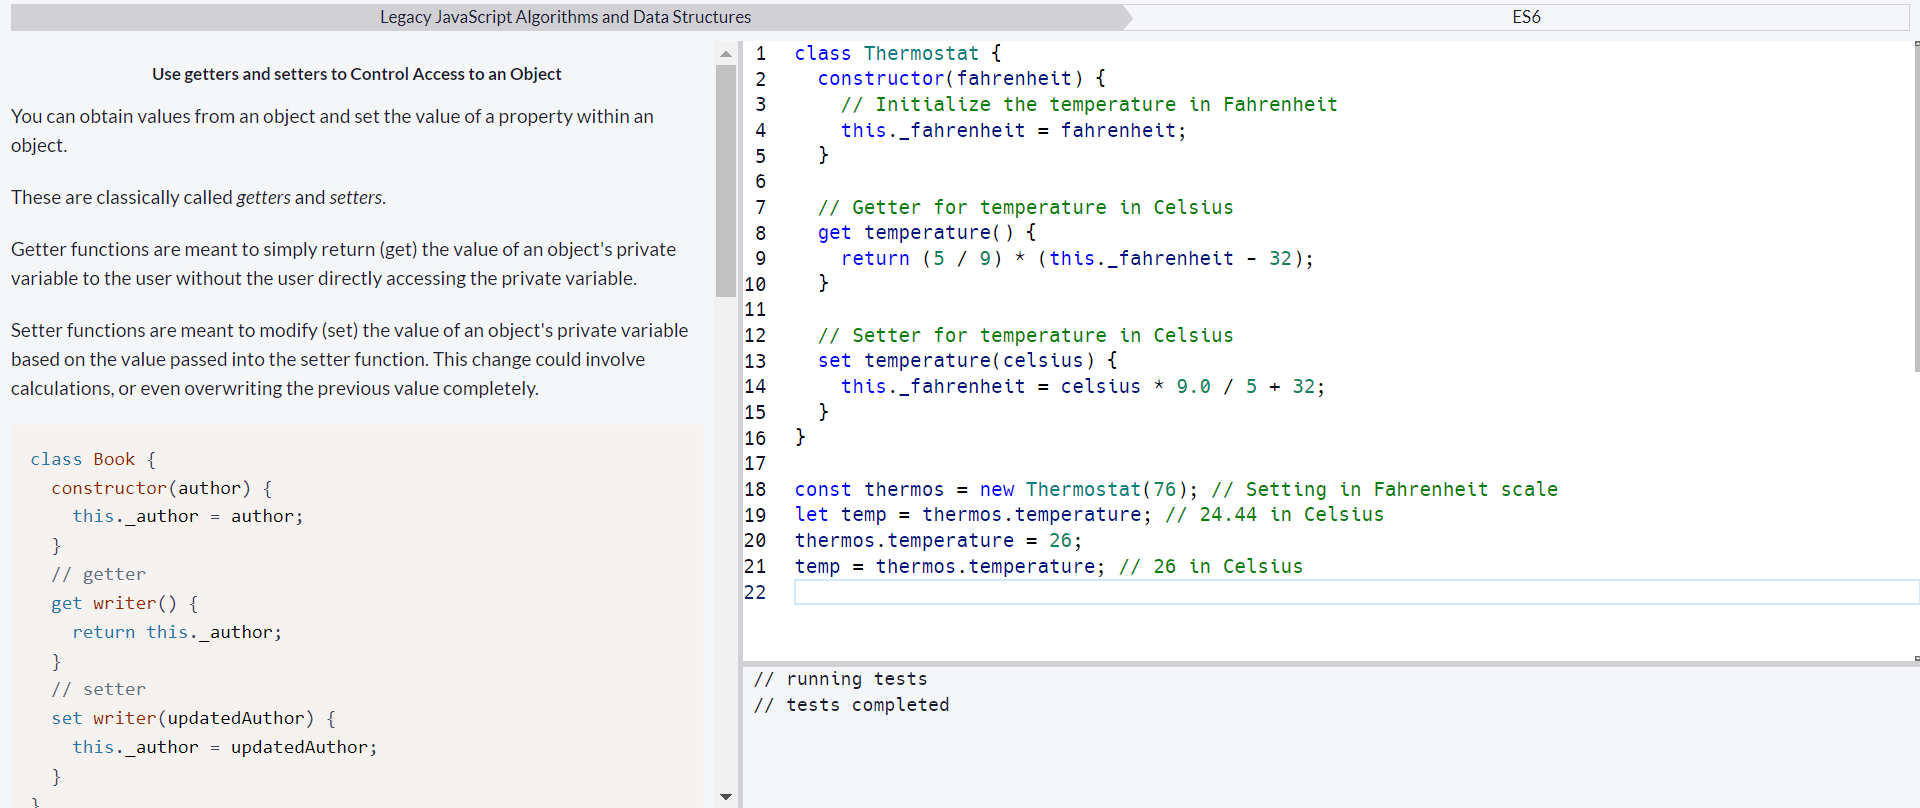 Legacy JavaScript Algorithms and Data Structures
ES6
Use getters and setters to Control Access to an Object
You can obtain values from an object and set the value of a property within an
object.
These are classically called getters and setters.
Getter functions are meant to simply return (get) the value of an object's private
variable to the user without the user directly accessing the private variable.
Setter functions are meant to modify (set) the value of an object's private variable
based on the value passed into the setter function. This change could involve
calculations, or even overwriting the previous value completely.
class Book {
  constructor(author) {
    this._author = author;
  }
  // getter
  get writer() {
    return this._author;
  }
  // setter
  set writer(updatedAuthor) {
    this._author = updatedAuthor;
  }
}
1 class Thermostat {
2   constructor(fahrenheit) {
3     // Initialize the temperature in Fahrenheit
4     this._fahrenheit = fahrenheit;
5   }
6
7   // Getter for temperature in Celsius
8   get temperature() {
9     return (5 / 9) * (this._fahrenheit - 32);
10   }
11
12   // Setter for temperature in Celsius
13   set temperature(celsius) {
14     this._fahrenheit = celsius * 9.0 / 5 + 32;
15   }
16 }
17
18 const thermos = new Thermostat(76); // Setting in Fahrenheit scale
19 let temp = thermos.temperature; // 24.44 in Celsius
20 thermos.temperature = 26;
21 temp = thermos.temperature; // 26 in Celsius
22
// running tests
// tests completed